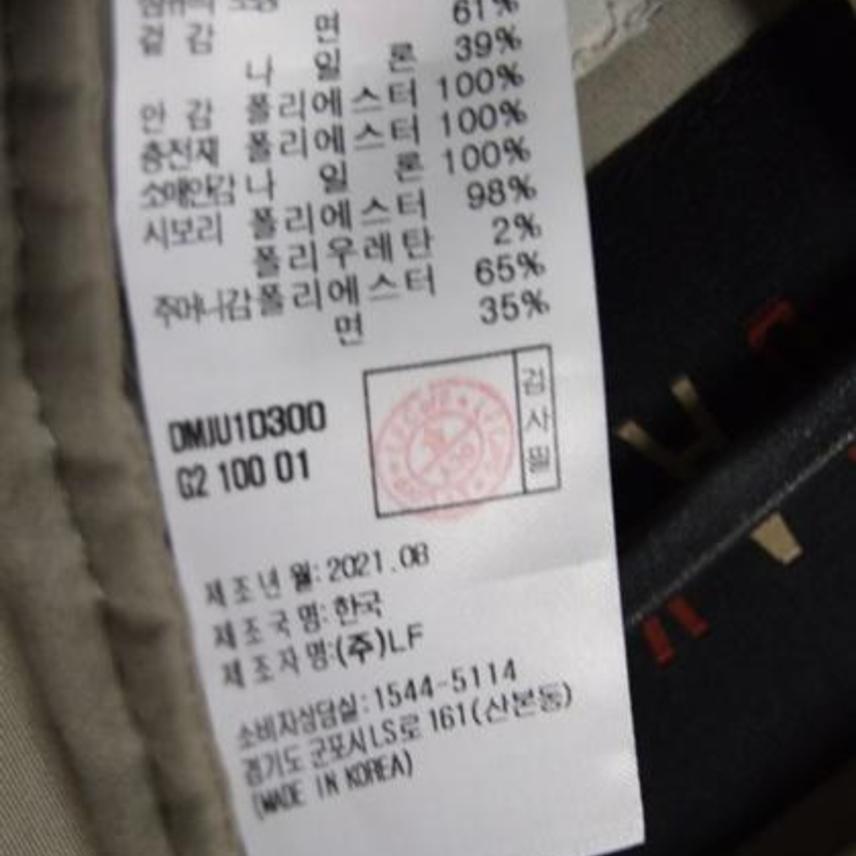 61%
겉 감 면 39%
나 일 론 100%
안 감 폴리에스터 100%
충전재 폴리에스터 100%
소매안감 나 일 론 98%
시보리 폴리에스터 2%
폴리우레탄 65%
주머니감 폴리에스터 35%
면
검사필
DMJU1D300
G2 100 01
제조년 월: 2021.08
제조국명: 한국
제조자명:(주)LF
소비자상담실: 1544-5114
경기도 군포시 LS로 161(산본동)
(MADE IN KOREA)